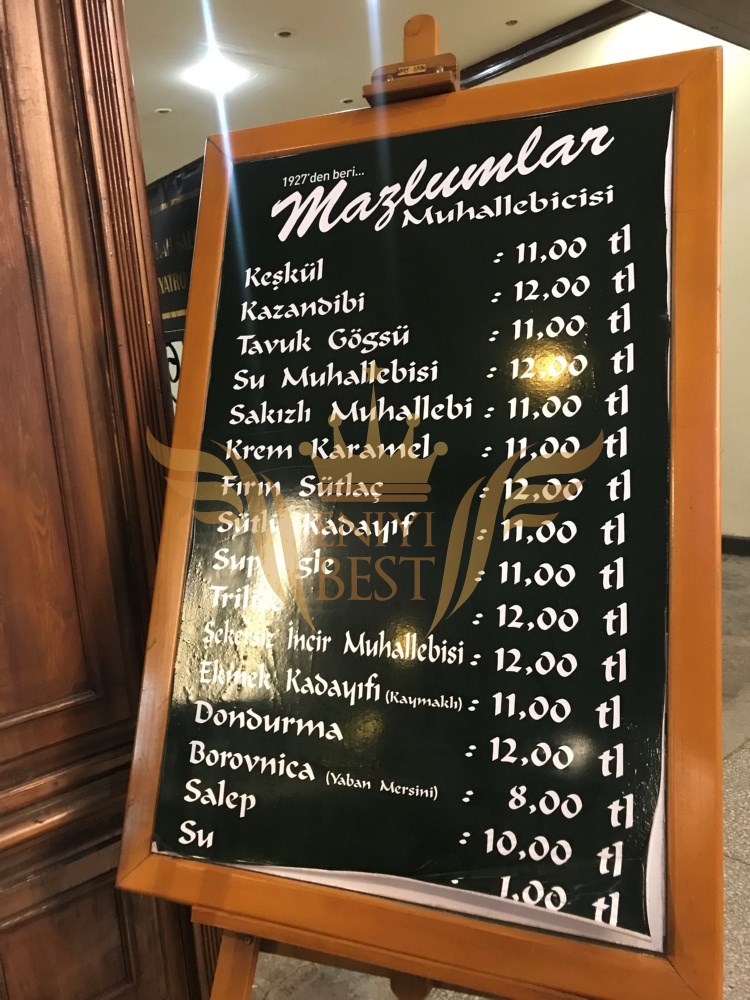 1927'den beri...
Mazlumlar
Muhallebicisi
Keşkül : 11,00 tl
Kazandibi : 12,00 tl
Tavuk Gögsü : 11,00 tl
Su Muhallebisi : 12,00 tl
Sakızlı Muhallebi : 11,00 tl
Krem Karamel : 11,00 tl
Fırın Sütlaç : 12,00 tl
Sütlü Kadayıf : 11,00 tl
: 11,00 tl
: 12,00 tl
Şekersiz İncir Muhallebisi : 12,00 tl
Ekmek Kadayıfı (Kaymaklı) : 11,00 tl
Dondurma : 12,00 tl
Borovnica (Yaban Mersini) : 8,00 tl
Salep : 10,00 tl
Su : 1,00 tl
ENIYI
BEST